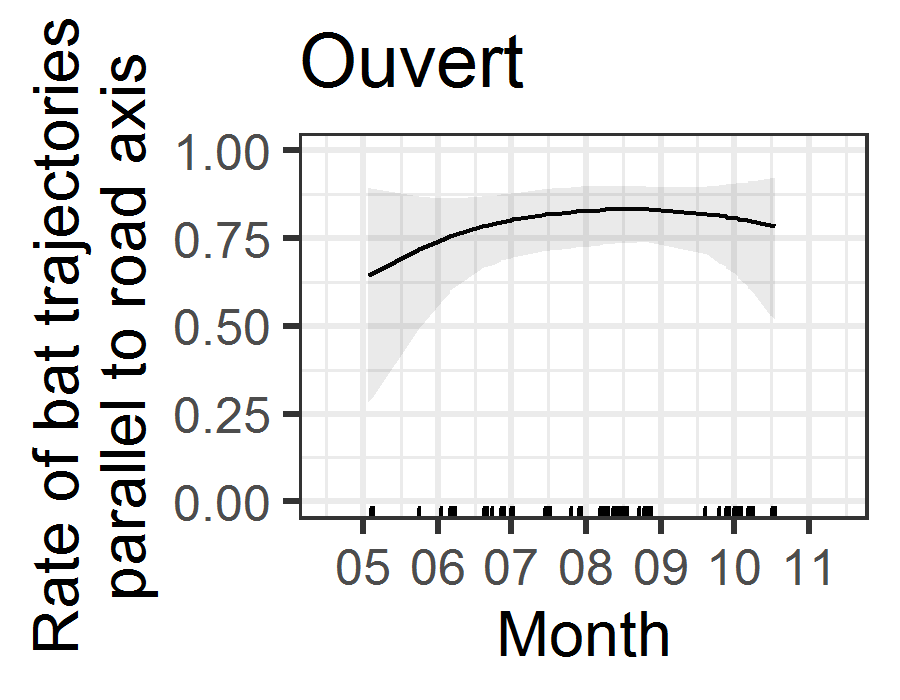 Ouvert
Rate of bat trajectories
parallel to road axis
1.00
0.75
0.50
0.25
0.00
05 06 07 08 09 10 11
Month